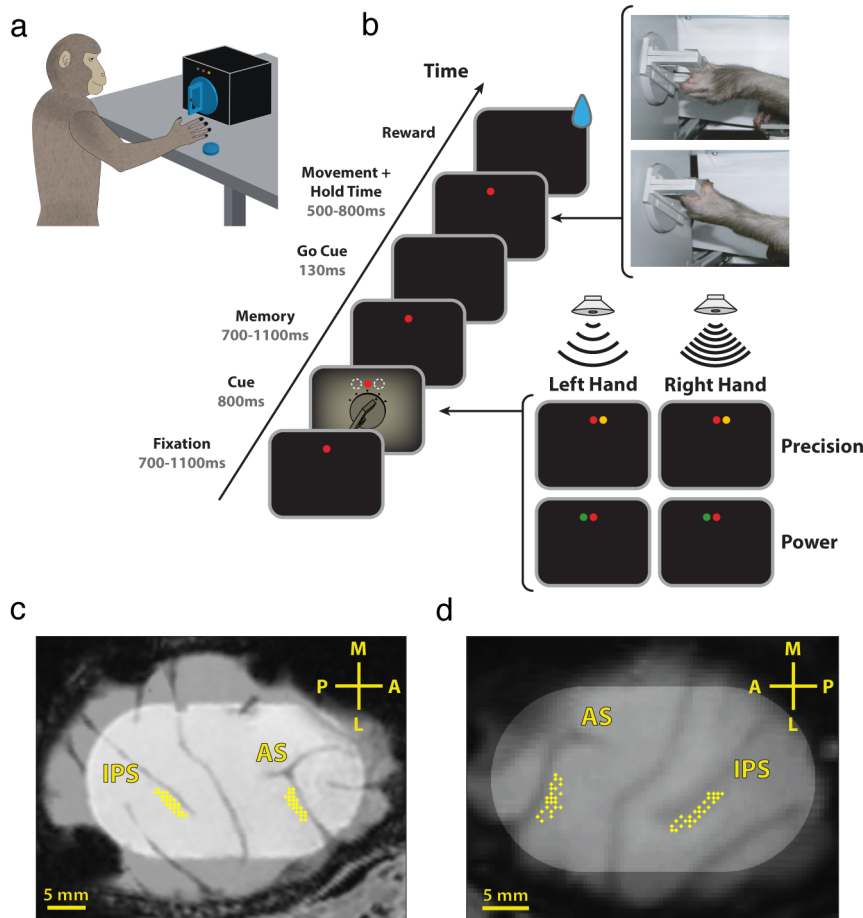 a
b
Time
Reward
Movement +
Hold Time
500-800ms
Go Cue
130ms
Memory
700-1100ms
Cue
800ms
Fixation
700-1100ms
Left Hand
Right Hand
Precision
Power
c
M
P
A
L
IPS
AS
5 mm
d
M
A
P
L
AS
IPS
5 mm